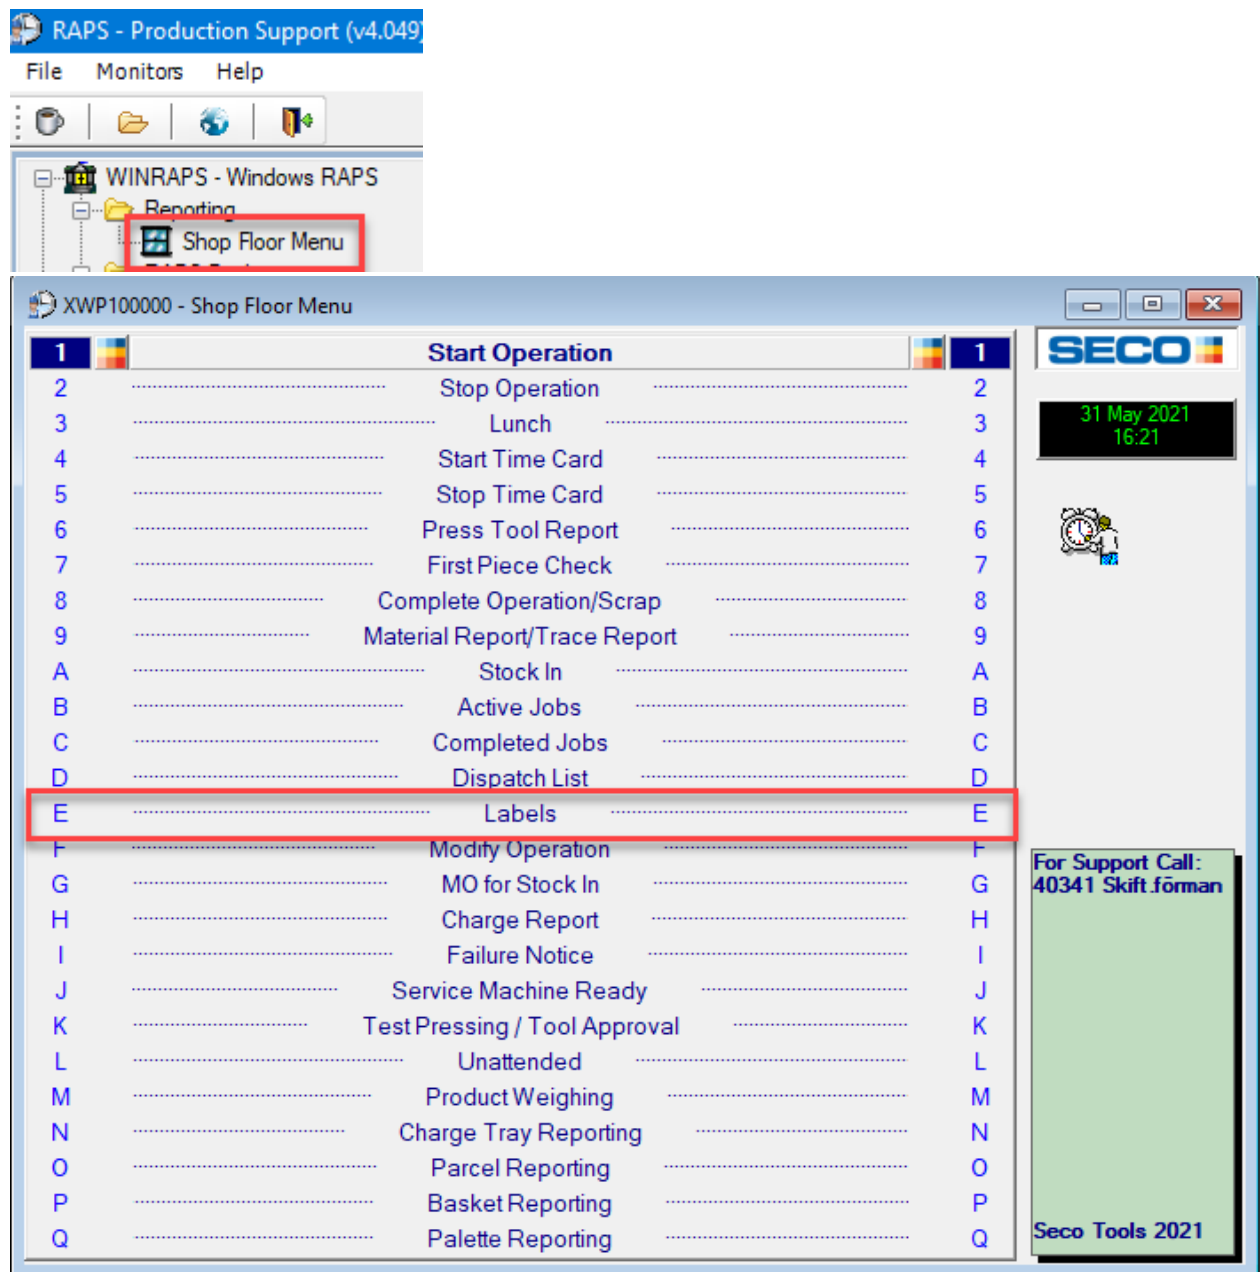 RAPS - Production Support (v4.049)
File Monitors Help
WINRAPS - Windows RAPS
Reporting
Shop Floor Menu
XWP100000 - Shop Floor Menu
1 Start Operation 1
2 Stop Operation 2
3 Lunch 3
4 Start Time Card 4
5 Stop Time Card 5
6 Press Tool Report 6
7 First Piece Check 7
8 Complete Operation/Scrap 8
9 Material Report/Trace Report 9
A Stock In A
B Active Jobs B
C Completed Jobs C
D Dispatch List D
E Labels E
F Modify Operation F
G MO for Stock In G
H Charge Report H
I Failure Notice I
J Service Machine Ready J
K Test Pressing / Tool Approval K
L Unattended L
M Product Weighing M
N Charge Tray Reporting N
O Parcel Reporting O
P Basket Reporting P
Q Palette Reporting Q
SECO
31 May 2021
16:21
For Support Call:
40341 Skift.förman
Seco Tools 2021